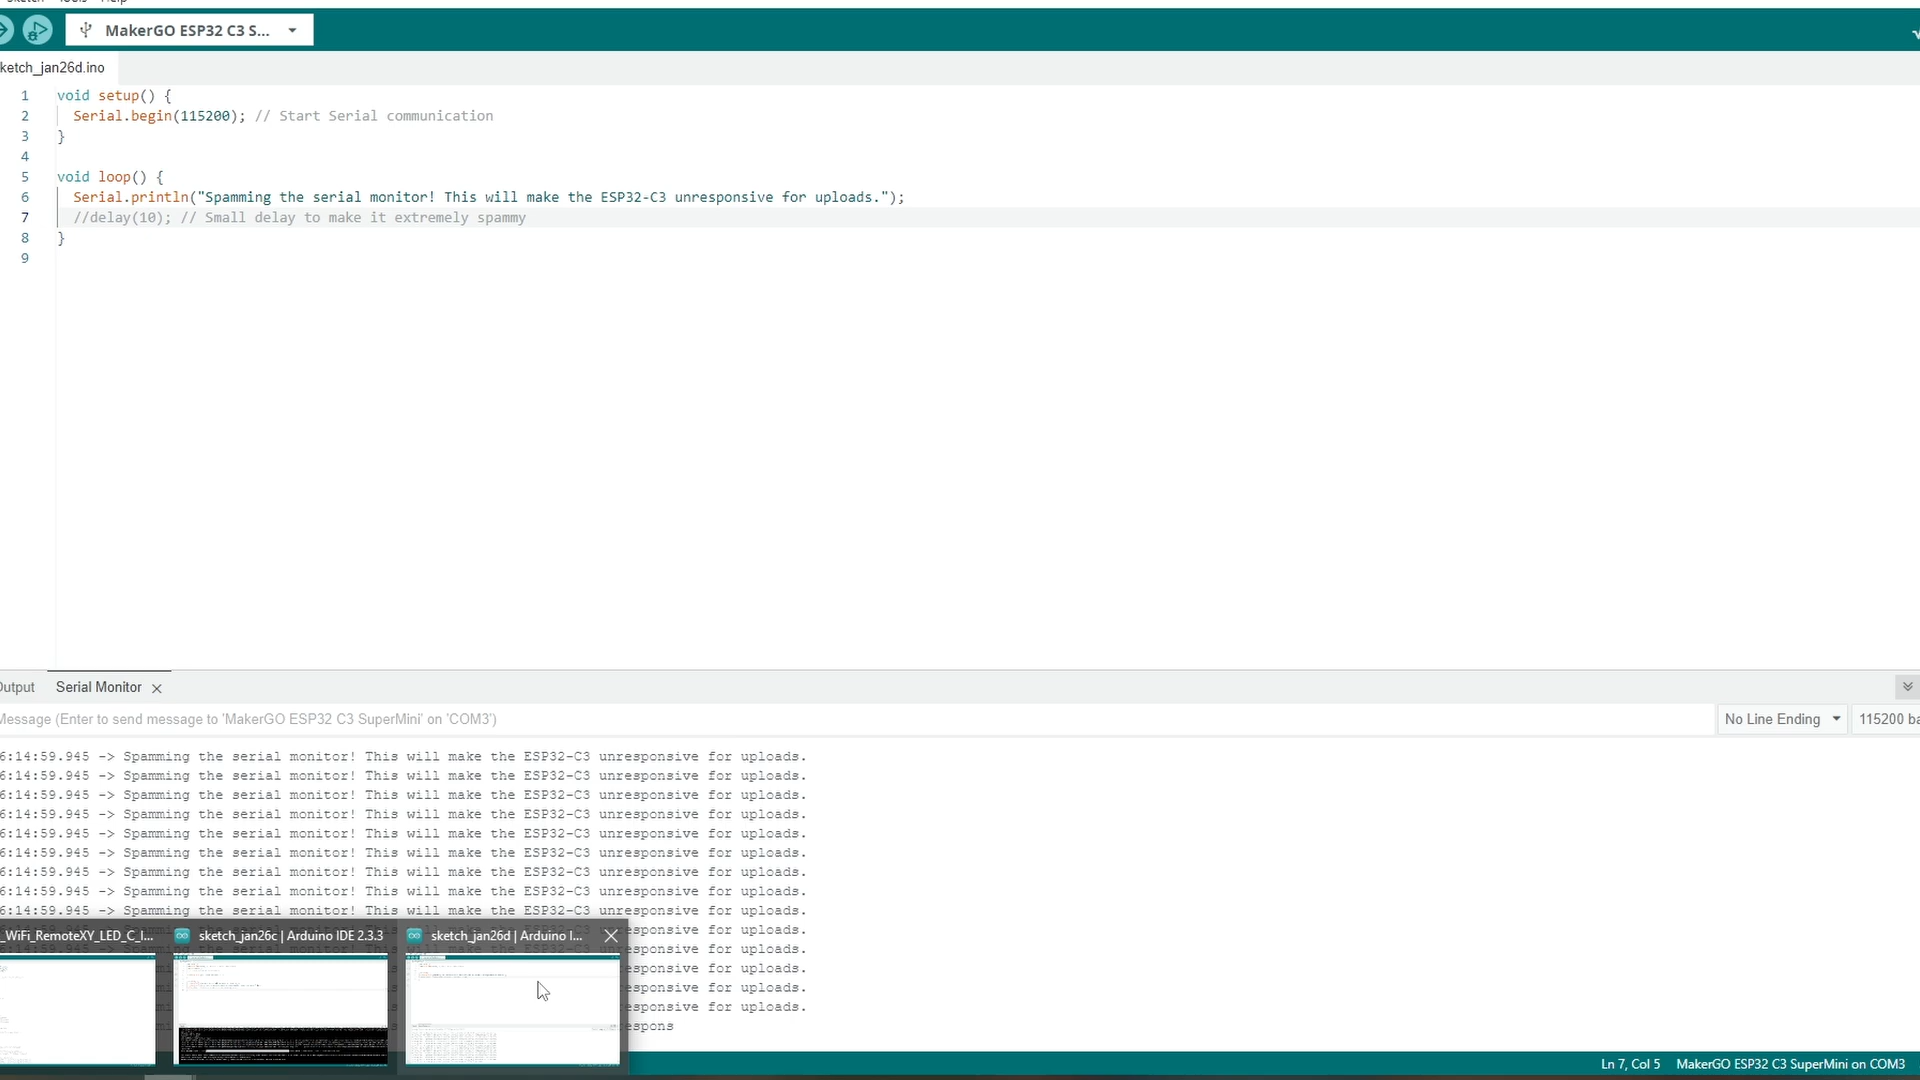 Sketch Tools Help
MakerGO ESP32 C3 S...
ketch_jan26d.ino
1 void setup() {
2 Serial.begin(115200); // Start Serial communication
3 }
4
5 void loop() {
6 Serial.println("Spamming the serial monitor! This will make the ESP32-C3 unresponsive for uploads.");
7 //delay(10); // Small delay to make it extremely spammy
8 }
9
Output Serial Monitor
Message (Enter to send message to 'MakerGO ESP32 C3 SuperMini' on 'COM3') No Line Ending 115200 ba
6:14:59.945 -> Spamming the serial monitor! This will make the ESP32-C3 unresponsive for uploads.
6:14:59.945 -> Spamming the serial monitor! This will make the ESP32-C3 unresponsive for uploads.
6:14:59.945 -> Spamming the serial monitor! This will make the ESP32-C3 unresponsive for uploads.
6:14:59.945 -> Spamming the serial monitor! This will make the ESP32-C3 unresponsive for uploads.
6:14:59.945 -> Spamming the serial monitor! This will make the ESP32-C3 unresponsive for uploads.
6:14:59.945 -> Spamming the serial monitor! This will make the ESP32-C3 unresponsive for uploads.
6:14:59.945 -> Spamming the serial monitor! This will make the ESP32-C3 unresponsive for uploads.
6:14:59.945 -> Spamming the serial monitor! This will make the ESP32-C3 unresponsive for uploads.
6:14:59.945 -> Spamming the serial monitor! This will make the ESP32-C3 unresponsive for uploads.
_WiFi_RemoteXY_LED_C_I... sketch_jan26c | Arduino IDE 2.3.3 sketch_jan26d | Arduino I... esponsive for uploads.
esponsive for uploads.
esponsive for uploads.
esponsive for uploads.
esponsive for uploads.
espons
Ln 7, Col 5 MakerGO ESP32 C3 SuperMini on COM3